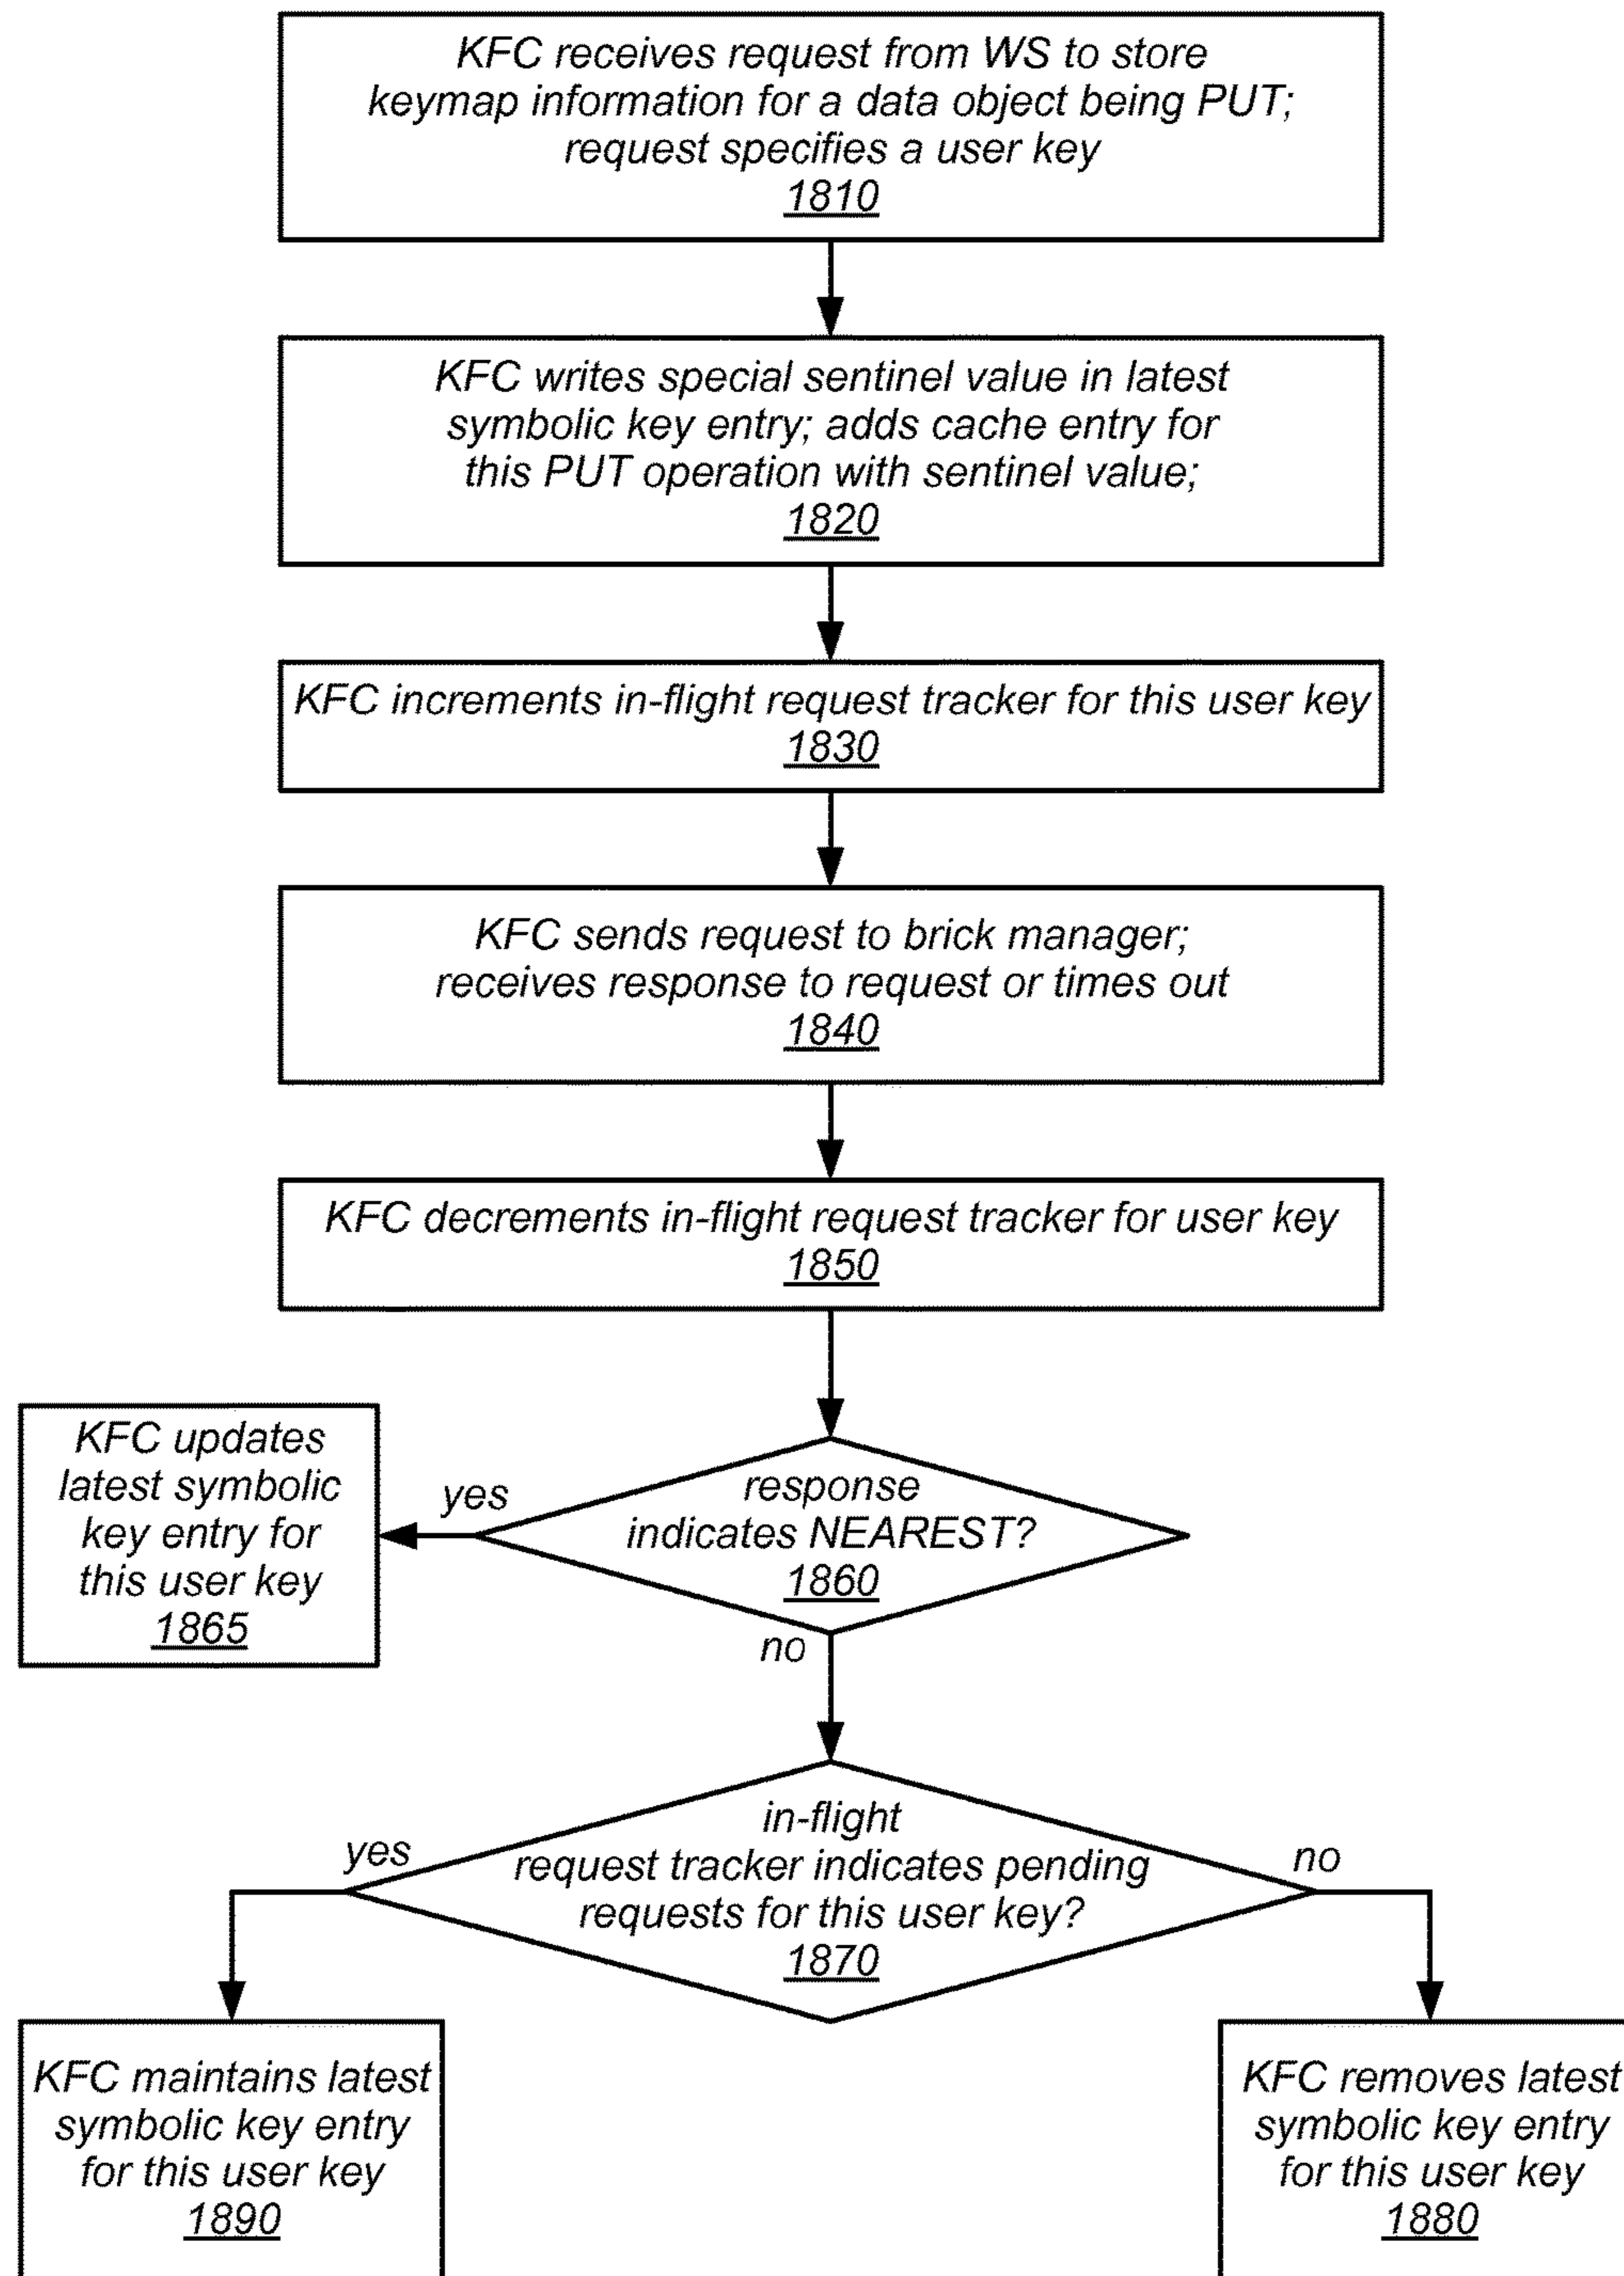 KFC receives request from WS to store
keymap information for a data object being PUT;
request specifies a user key
1810
KFC writes special sentinel value in latest
symbolic key entry; adds cache entry for
this PUT operation with sentinel value;
1820
KFC increments in-flight request tracker for this user key
1830
KFC sends request to brick manager;
receives response to request or times out
1840
KFC decrements in-flight request tracker for user key
1850
KFC updates
latest symbolic
key entry for
this user key
1865
yes
response
indicates NEAREST?
1860
no
in-flight
request tracker indicates pending
requests for this user key?
1870
yes
no
KFC maintains latest
symbolic key entry
for this user key
1890
KFC removes latest
symbolic key entry
for this user key
1880